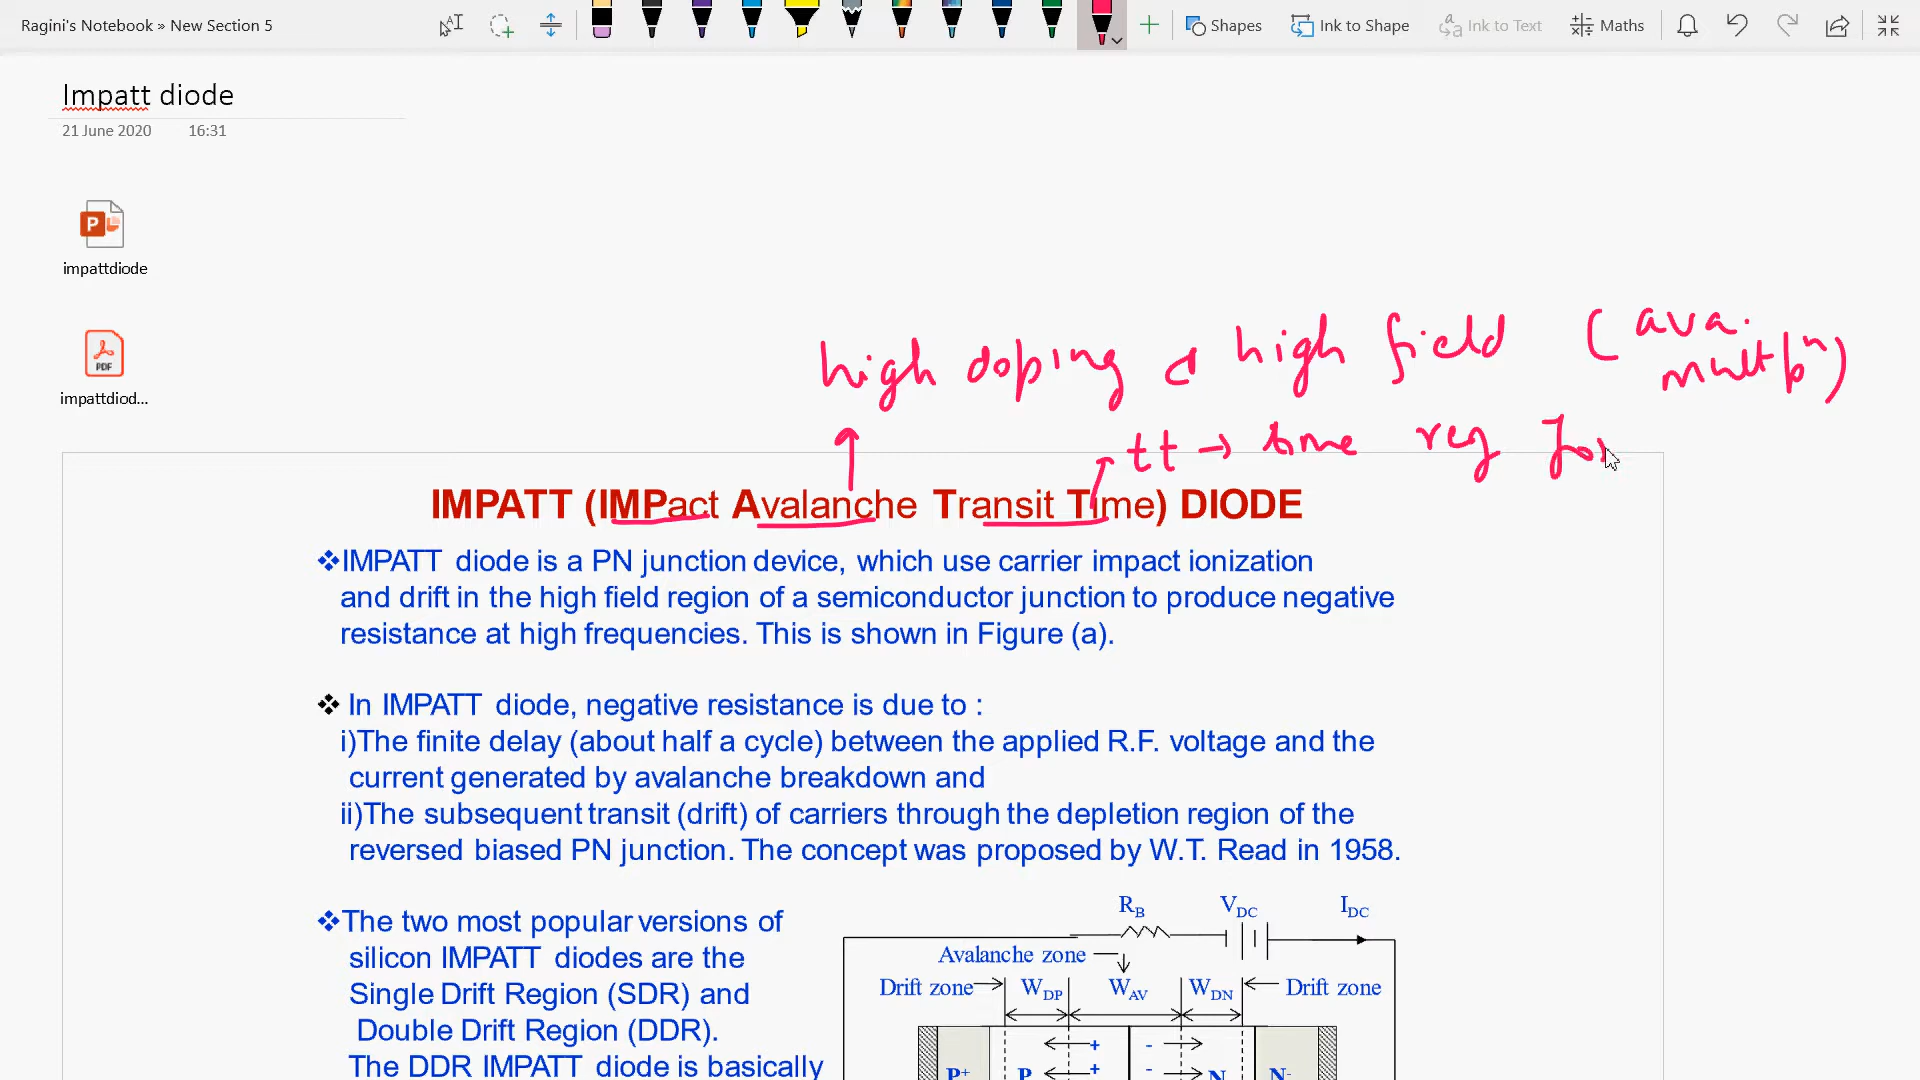 Ragini's Notebook » New Section 5
Shapes
Ink to Shape
Ink to Text
Maths
Impatt diode
21 June 2020 16:31
impattdiode
PDF
impattdiod...
high doping & high field (ava. multpn)
tt → time req for
IMPATT (IMPact Avalanche Transit Time) DIODE
❖IMPATT diode is a PN junction device, which use carrier impact ionization
and drift in the high field region of a semiconductor junction to produce negative
resistance at high frequencies. This is shown in Figure (a).
❖ In IMPATT diode, negative resistance is due to :
i)The finite delay (about half a cycle) between the applied R.F. voltage and the
current generated by avalanche breakdown and
ii)The subsequent transit (drift) of carriers through the depletion region of the
reversed biased PN junction. The concept was proposed by W.T. Read in 1958.
❖The two most popular versions of
silicon IMPATT diodes are the
Single Drift Region (SDR) and
Double Drift Region (DDR).
The DDR IMPATT diode is basically
RB VDC IDC
Avalanche zone
Drift zone WDP WAV WDN Drift zone
+ -
P+ P + - N N-